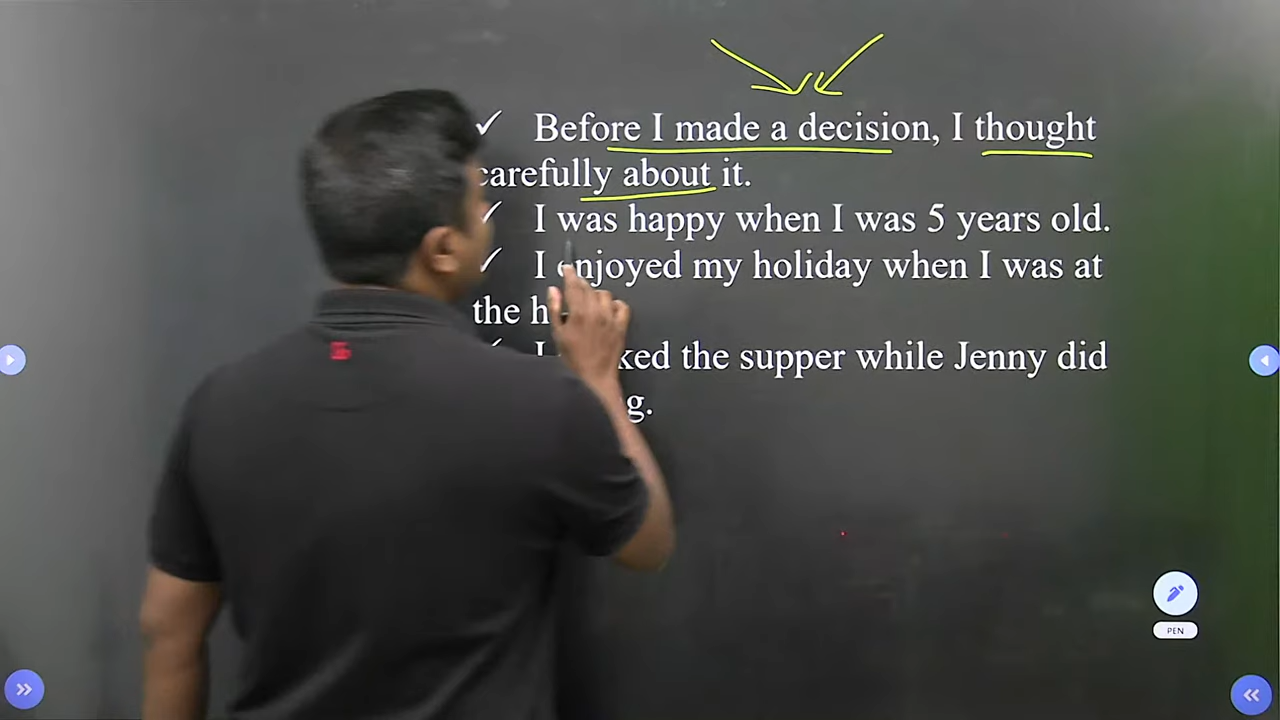 ✓ Before I made a decision, I thought
carefully about it.
✓ I was happy when I was 5 years old.
✓ I enjoyed my holiday when I was at
the
I the supper while Jenny did
PEN